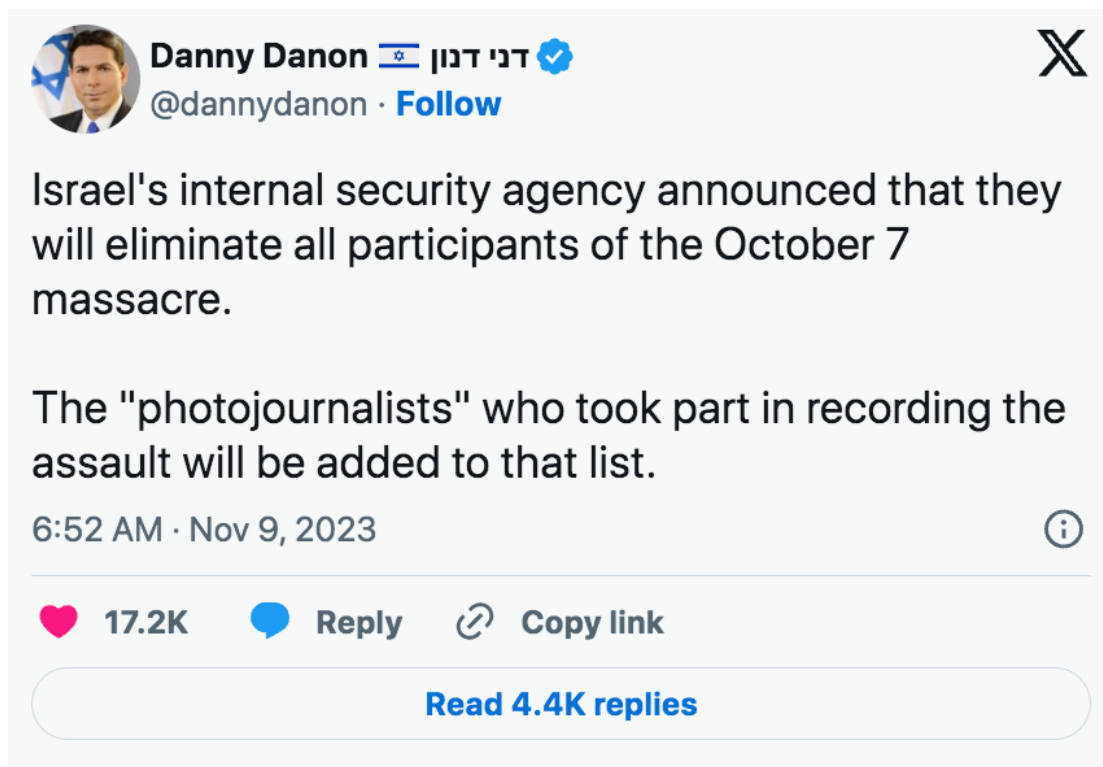 Danny Danon 🇮🇱 דני דנון
@dannydanon · Follow
Israel's internal security agency announced that they
will eliminate all participants of the October 7
massacre.
The "photojournalists" who took part in recording the
assault will be added to that list.
6:52 AM · Nov 9, 2023
17.2K Reply Copy link
Read 4.4K replies